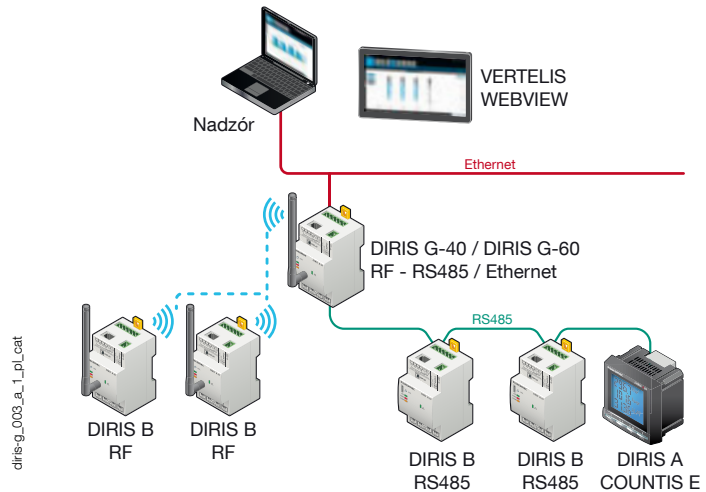 VERTELIS
WEBVIEW
Nadzór
Ethernet
DIRIS G-40 / DIRIS G-60
RF - RS485 / Ethernet
RS485
DIRIS B
RF
DIRIS B
RF
DIRIS B
RS485
DIRIS B
RS485
DIRIS A
COUNTIS E
diris-g_003_a_1_pl_cat